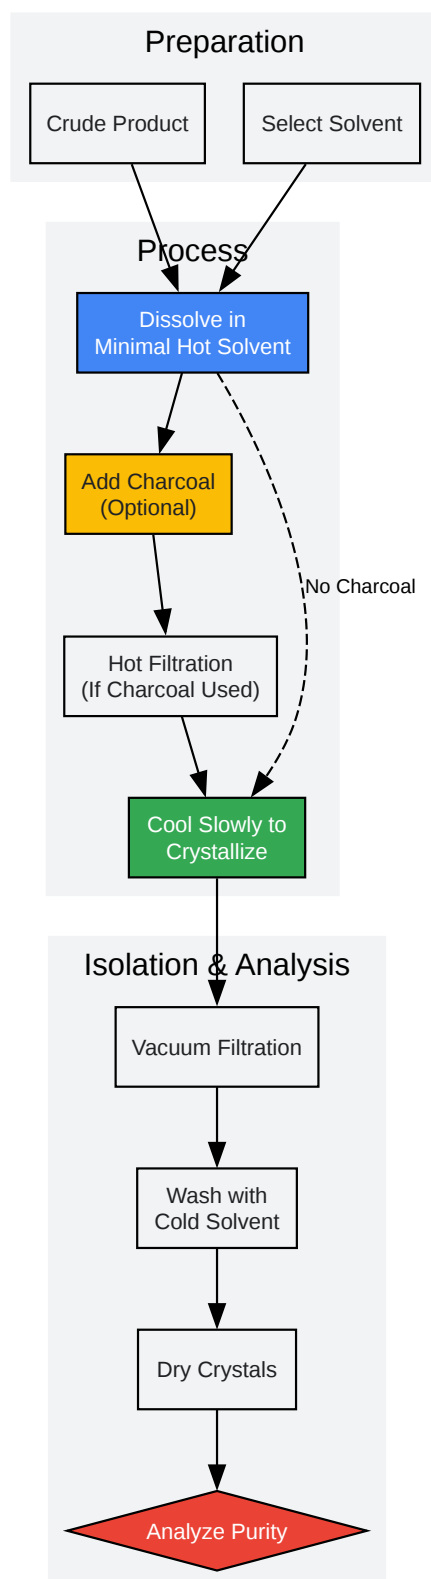 Preparation
Crude Product
Select Solvent
Process
Dissolve in
Minimal Hot Solvent
Add Charcoal
(Optional)
No Charcoal
Hot Filtration
(If Charcoal Used)
Cool Slowly to
Crystallize
Isolation & Analysis
Vacuum Filtration
Wash with
Cold Solvent
Dry Crystals
Analyze Purity